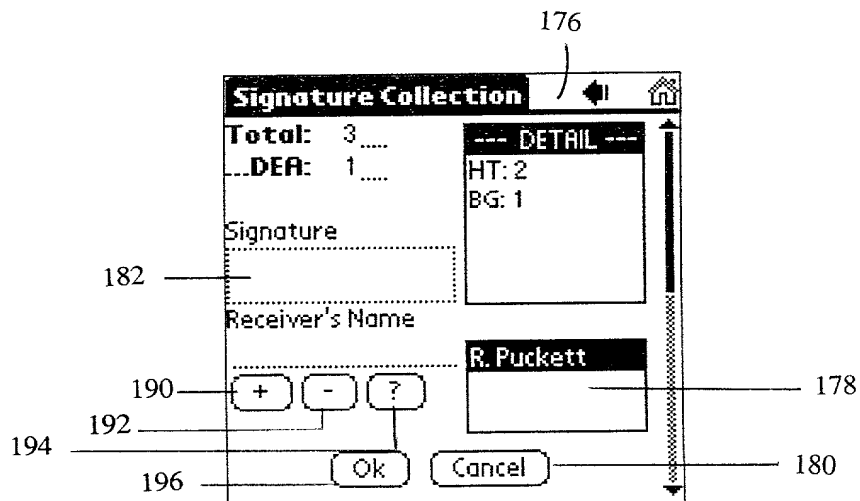 176
Signature Collection
Total: 3
DEA: 1
--- DETAIL ---
HT: 2
BG: 1
Signature
182
Receiver's Name
R. Puckett
178
190
+ - ?
192
194
Ok Cancel
180
196